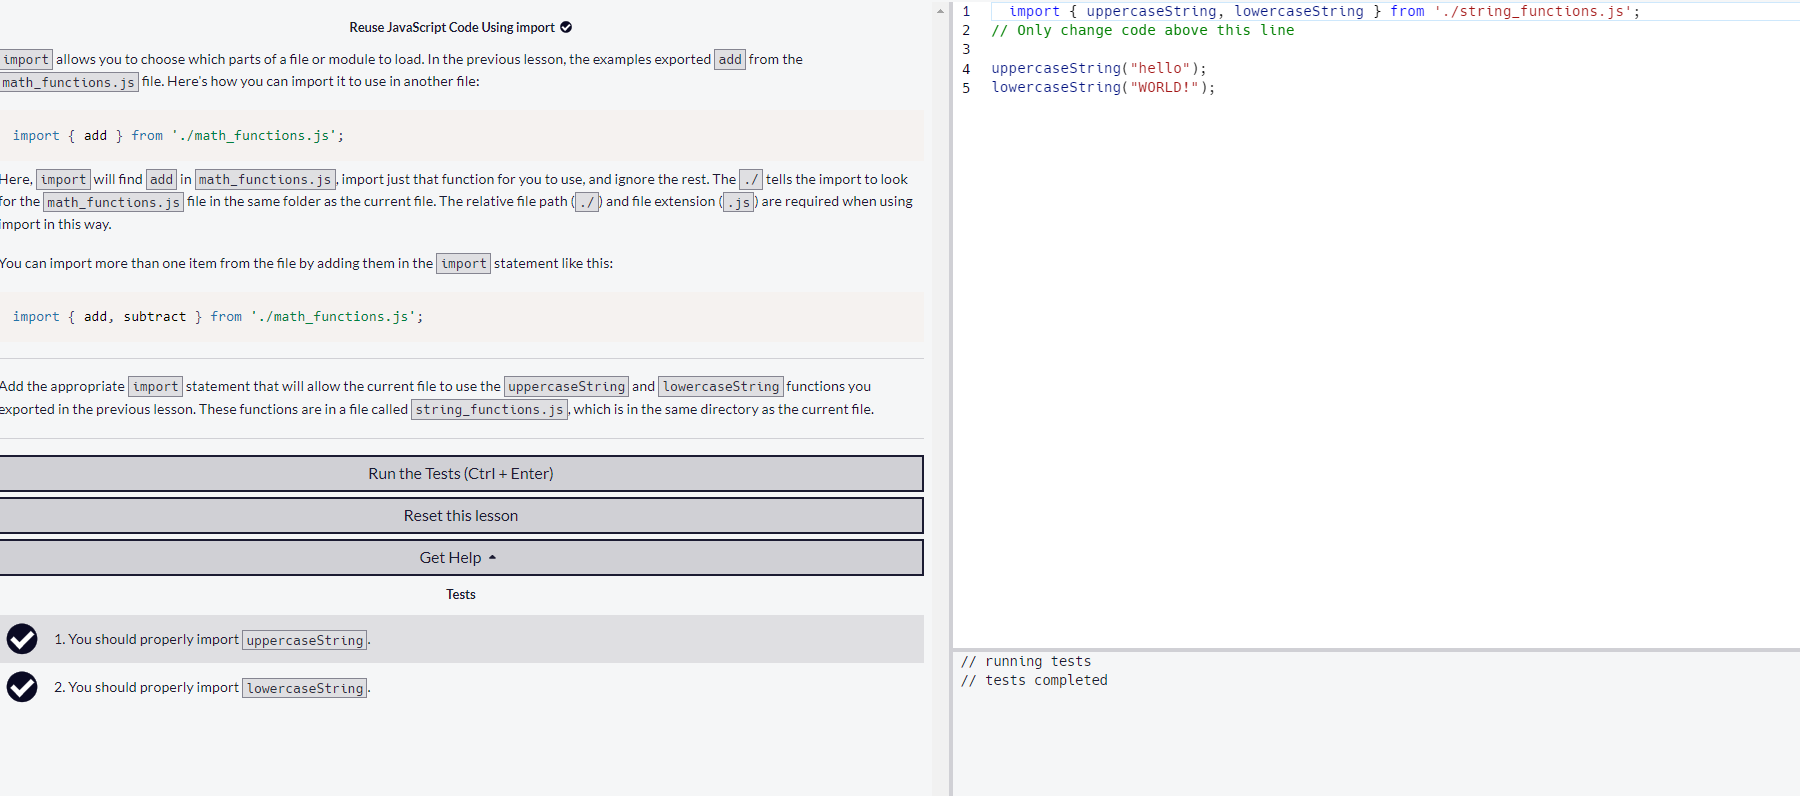 Reuse JavaScript Code Using import
import allows you to choose which parts of a file or module to load. In the previous lesson, the examples exported add from the
math_functions.js file. Here's how you can import it to use in another file:
import { add } from './math_functions.js';
Here, import will find add in math_functions.js, import just that function for you to use, and ignore the rest. The ./ tells the import to look
for the math_functions.js file in the same folder as the current file. The relative file path (./) and file extension (.js) are required when using
import in this way.
You can import more than one item from the file by adding them in the import statement like this:
import { add, subtract } from './math_functions.js';
Add the appropriate import statement that will allow the current file to use the uppercaseString and lowercaseString functions you
exported in the previous lesson. These functions are in a file called string_functions.js, which is in the same directory as the current file.
Run the Tests (Ctrl + Enter)
Reset this lesson
Get Help
Tests
1. You should properly import uppercaseString.
2. You should properly import lowercaseString.
1 import { uppercaseString, lowercaseString } from './string_functions.js';
2 // Only change code above this line
3
4 uppercaseString("hello");
5 lowercaseString("WORLD!");
// running tests
// tests completed